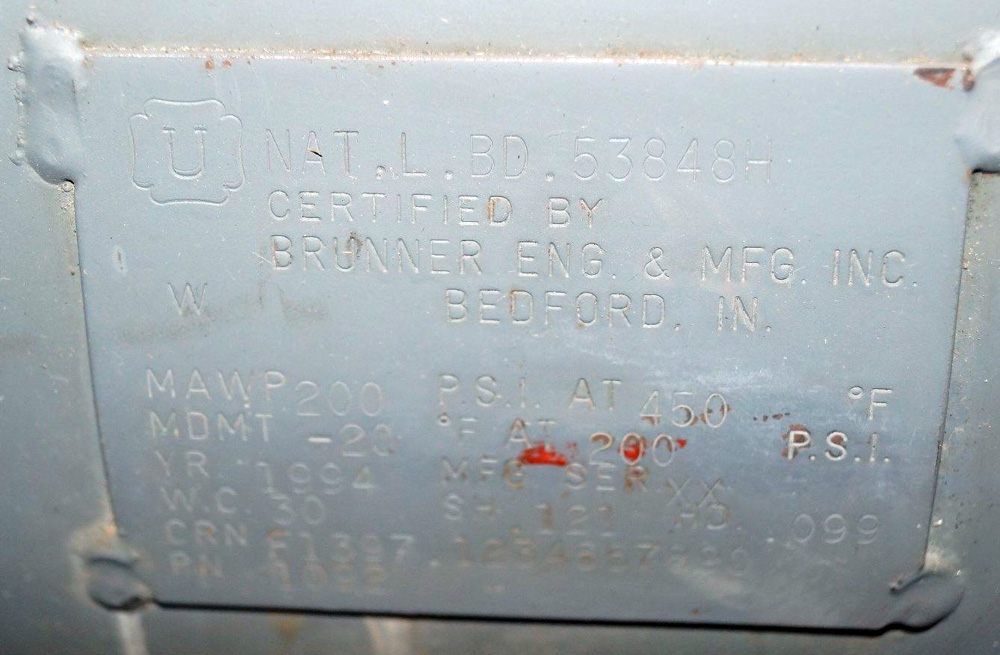 U NAT.L.BD. 53848H
CERTIFIED BY
BRUNNER ENG. & MFG. INC.
W BEDFORD, IN.
MAWP 200 P.S.I. AT 450 °F
MDMT -20 °F AT 200 P.S.I.
YR 1994 MFG SER XX
W.C. 30 SH .121 HD. .099
CRN
PN